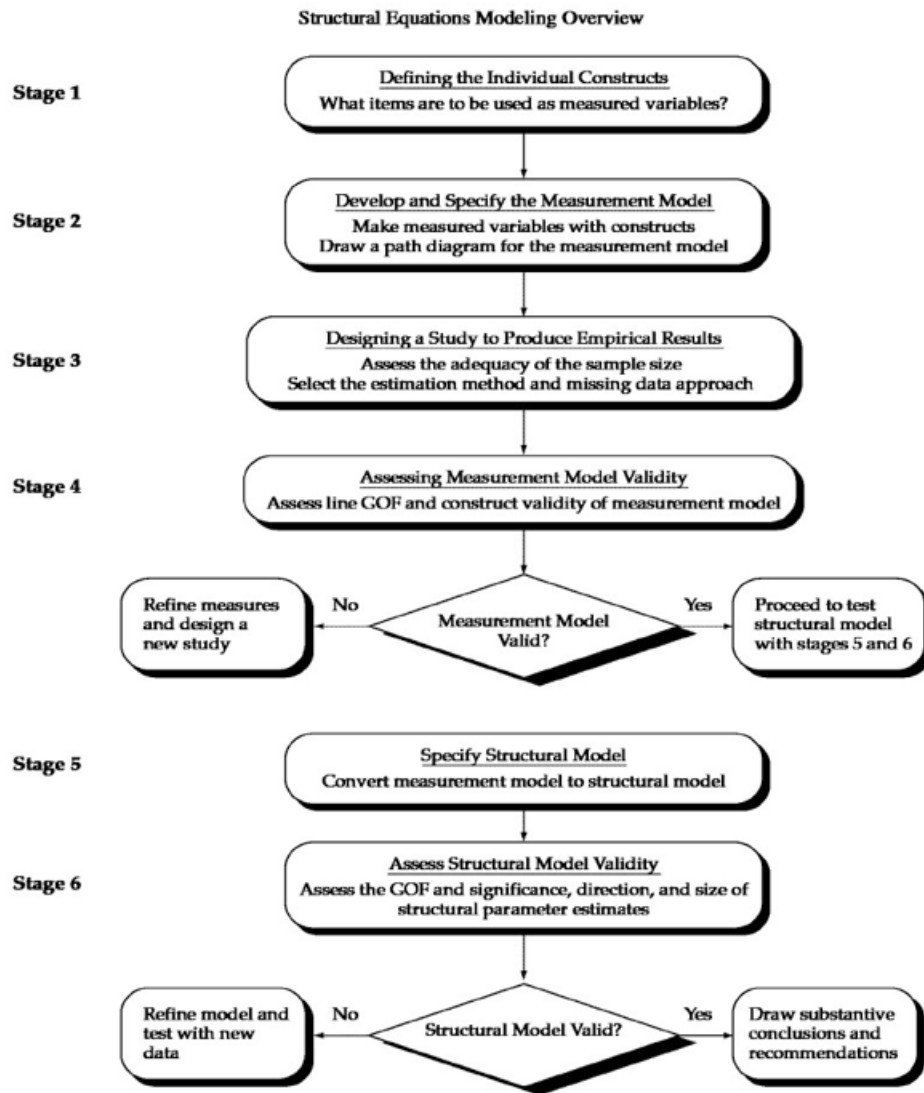 Structural Equations Modeling Overview
Stage 1
Defining the Individual Constructs
What items are to be used as measured variables?
Stage 2
Develop and Specify the Measurement Model
Make measured variables with constructs
Draw a path diagram for the measurement model
Stage 3
Designing a Study to Produce Empirical Results
Assess the adequacy of the sample size
Select the estimation method and missing data approach
Stage 4
Assessing Measurement Model Validity
Assess line GOF and construct validity of measurement model
Refine measures
and design a
new study
No
Measurement Model
Valid?
Yes
Proceed to test
structural model
with stages 5 and 6
Stage 5
Specify Structural Model
Convert measurement model to structural model
Stage 6
Assess Structural Model Validity
Assess the GOF and significance, direction, and size of
structural parameter estimates
Refine model and
test with new
data
No
Structural Model Valid?
Yes
Draw substantive
conclusions and
recommendations